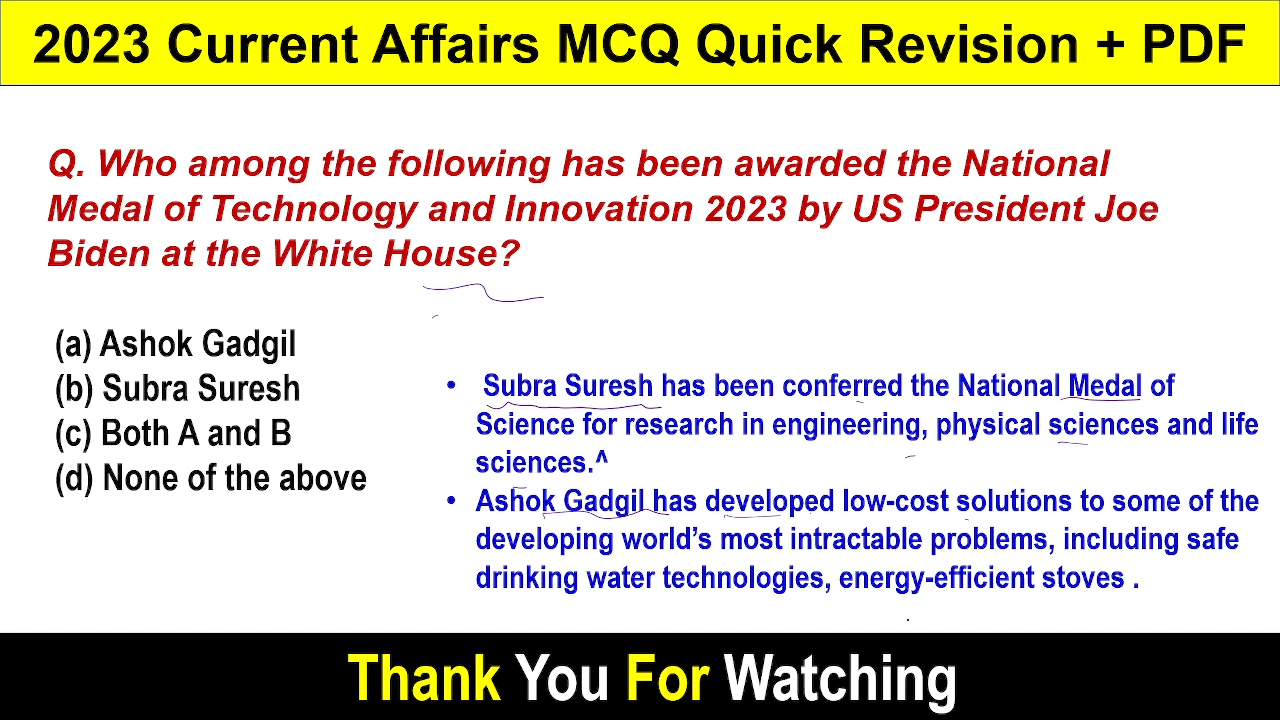 2023 Current Affairs MCQ Quick Revision + PDF
Q. Who among the following has been awarded the National
Medal of Technology and Innovation 2023 by US President Joe
Biden at the White House?
(a) Ashok Gadgil
(b) Subra Suresh
(c) Both A and B
(d) None of the above
• Subra Suresh has been conferred the National Medal of
Science for research in engineering, physical sciences and life
sciences.^
• Ashok Gadgil has developed low-cost solutions to some of the
developing world’s most intractable problems, including safe
drinking water technologies, energy-efficient stoves .
Thank You For Watching